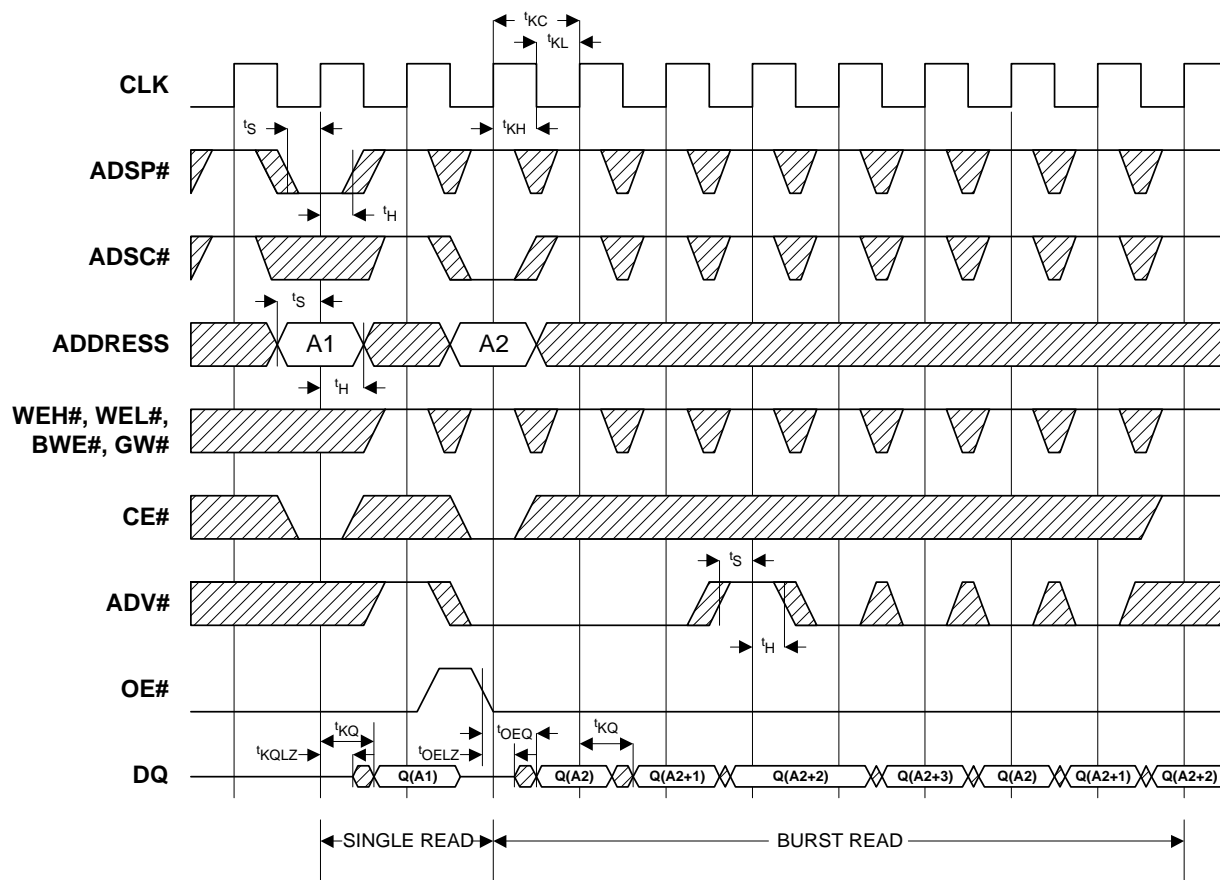 tKC
tKL
CLK
tS
tKH
ADSP#
tH
ADSC#
tS
ADDRESS
A1
A2
tH
WEH#, WEL#,
BWE#, GW#
CE#
tS
ADV#
tH
OE#
tKQ
tOEQ
tKQ
tKQLZ
tOELZ
DQ
Q(A1)
Q(A2)
Q(A2+1)
Q(A2+2)
Q(A2+3)
Q(A2)
Q(A2+1)
Q(A2+2)
SINGLE READ
BURST READ